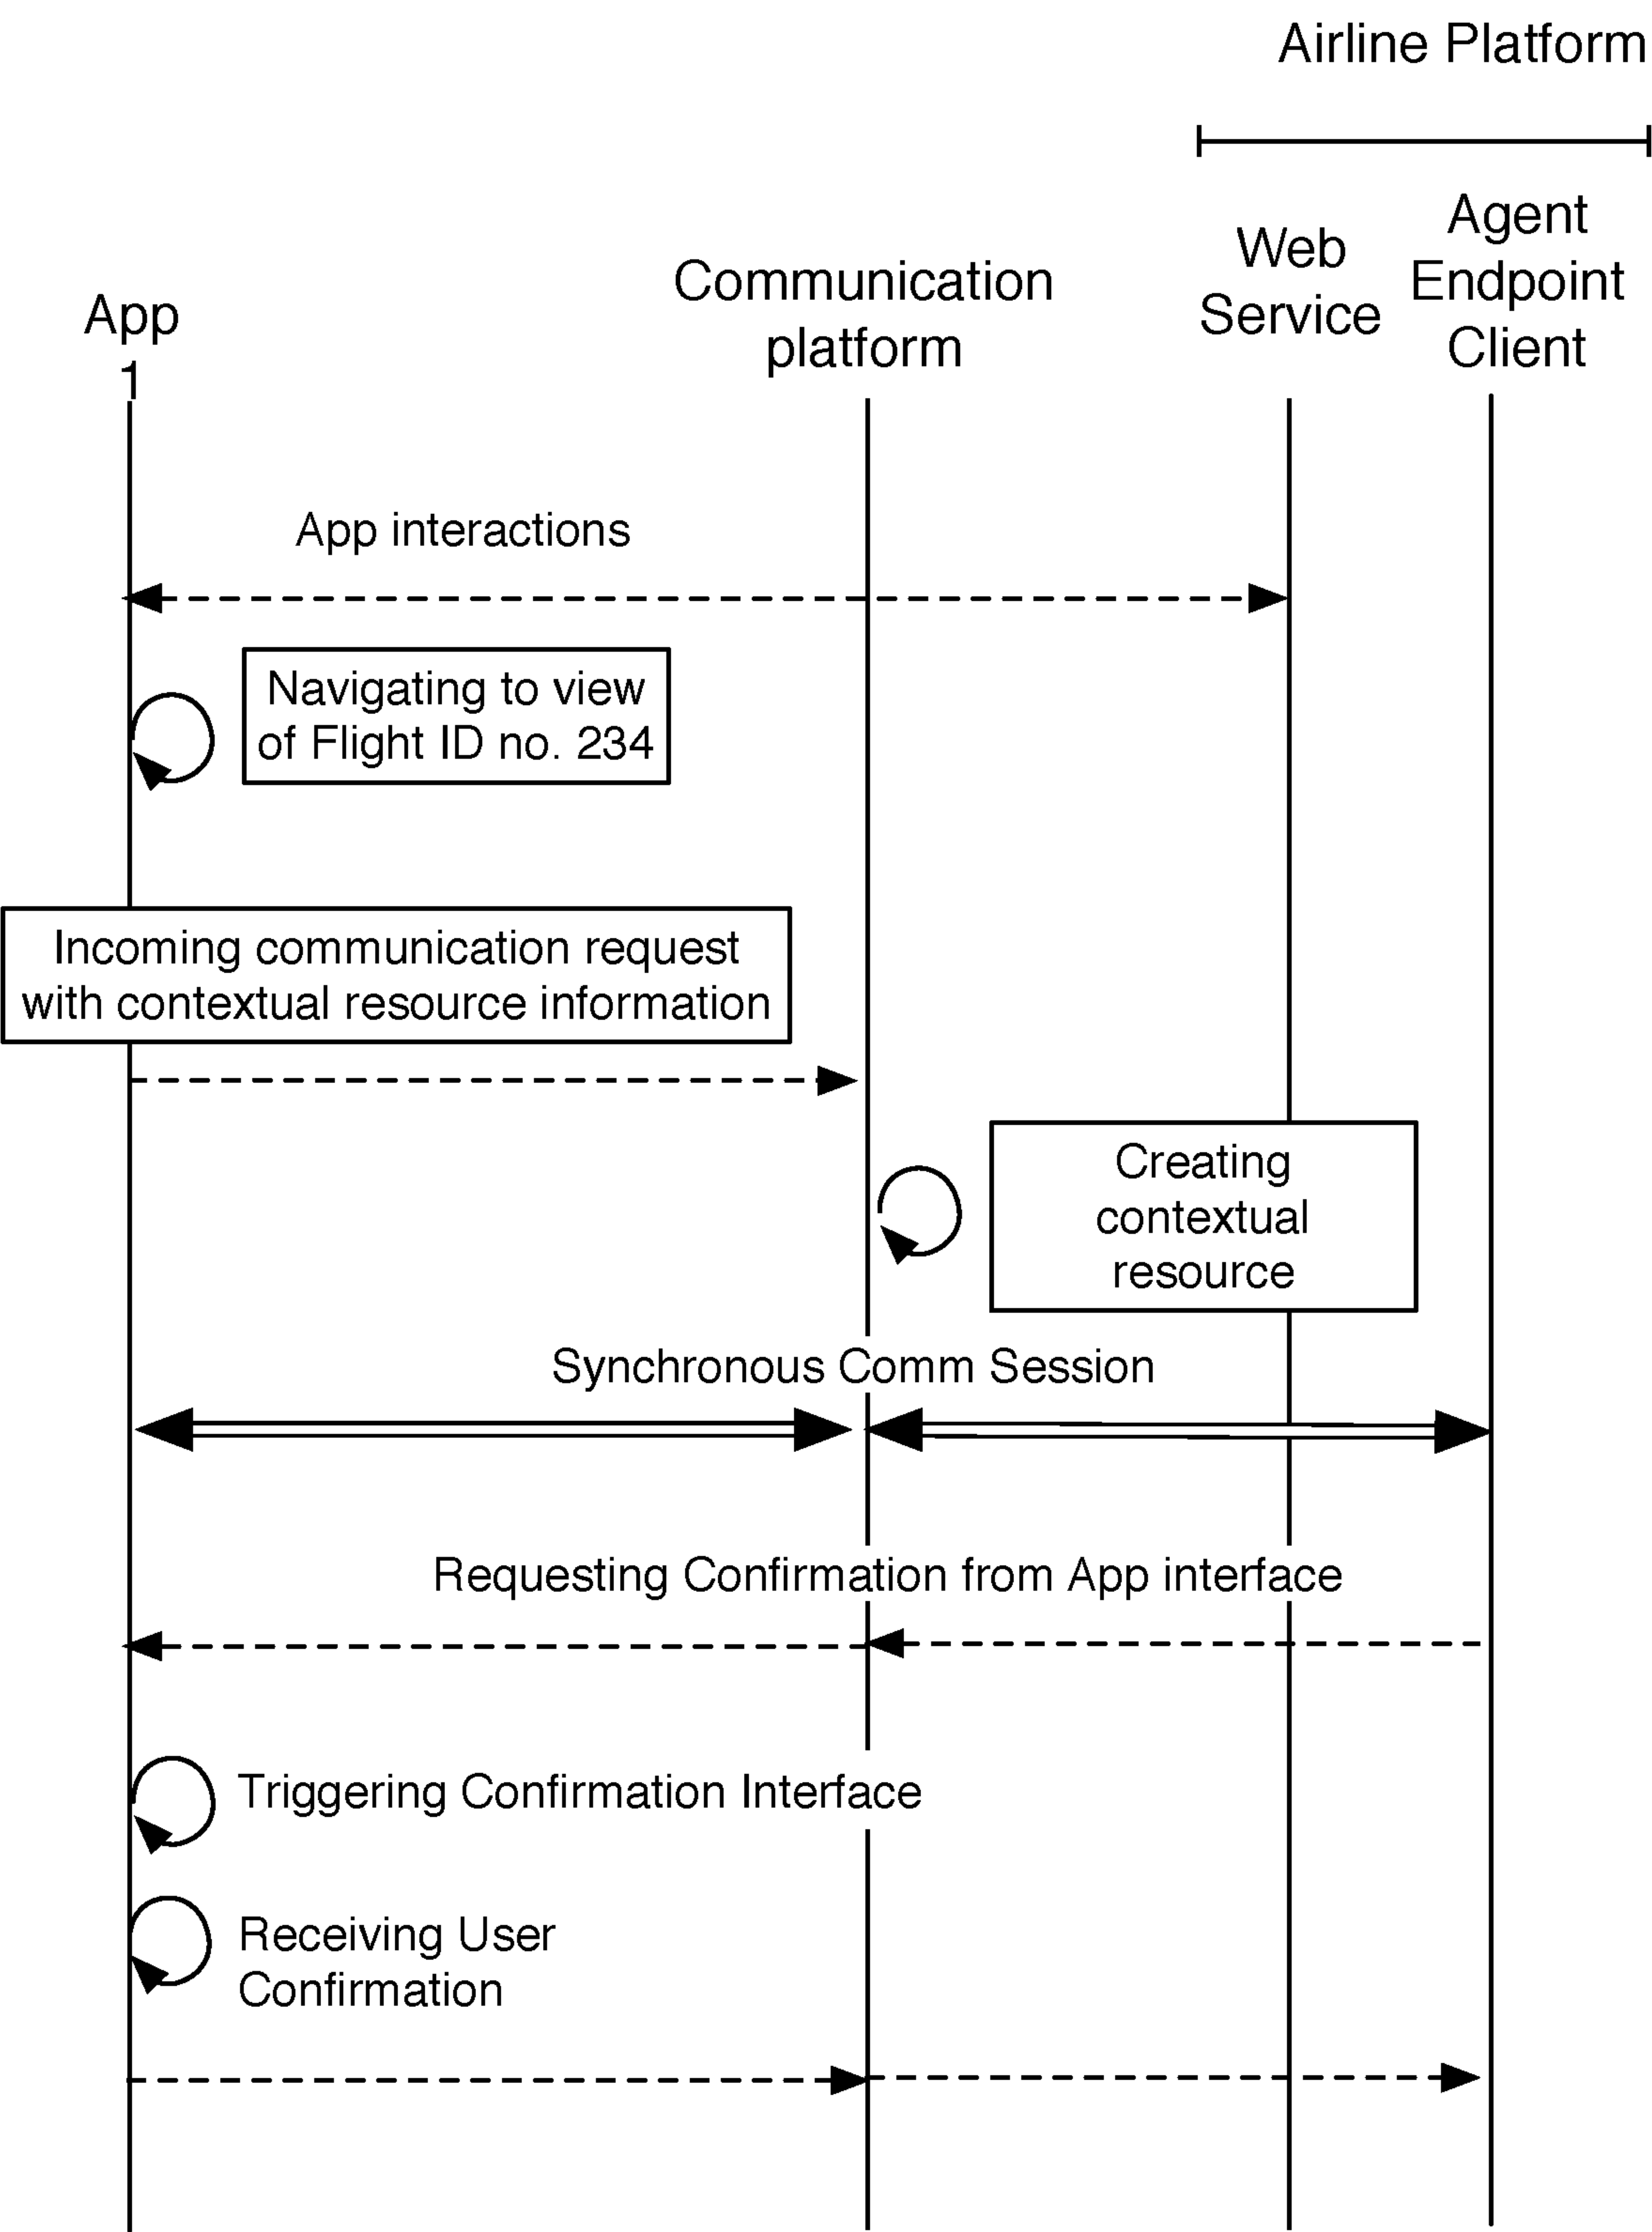 Airline Platform
App
1
Communication
platform
Web
Service
Agent
Endpoint
Client
App interactions
Navigating to view
of Flight ID no. 234
Incoming communication request
with contextual resource information
Creating
contextual
resource
Synchronous Comm Session
Requesting Confirmation from App interface
Triggering Confirmation Interface
Receiving User
Confirmation